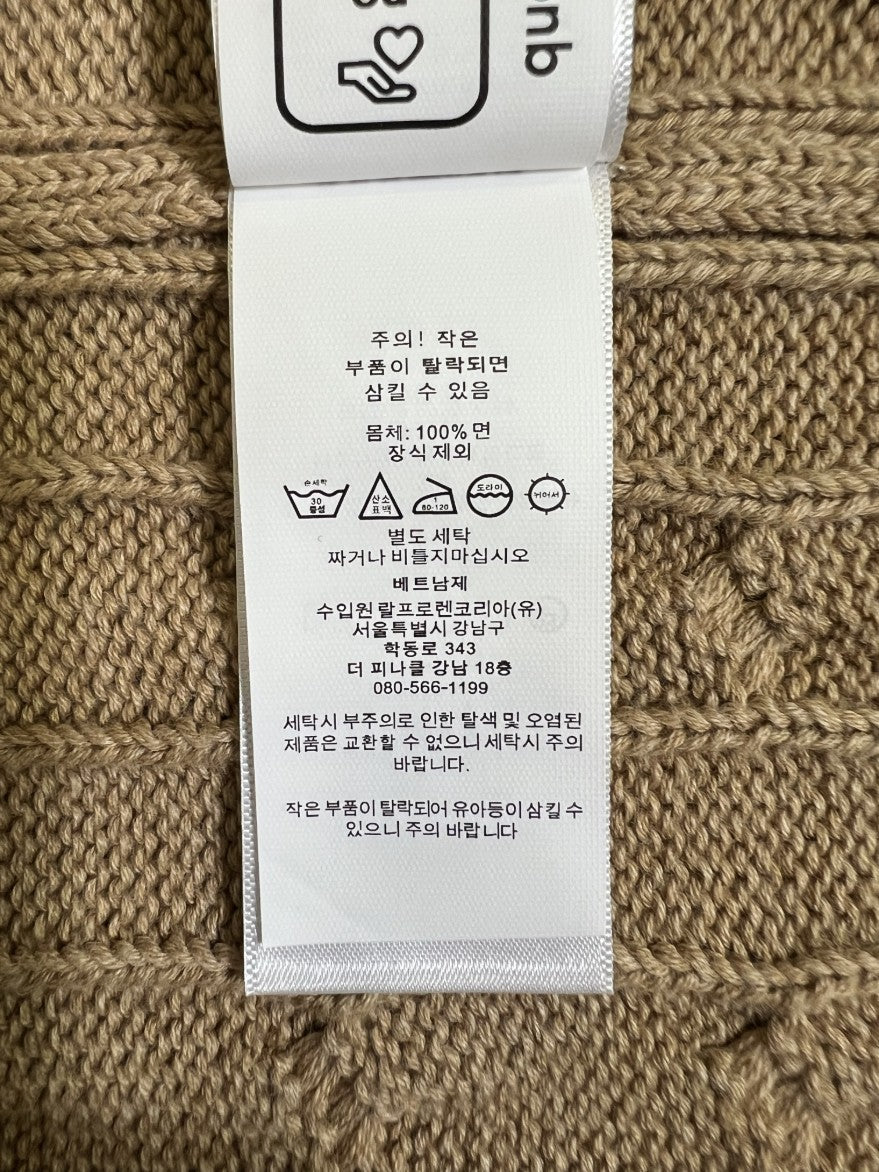 주의! 작은
부품이 탈락되면
삼킬 수 있음
몸체: 100% 면
장식 제외
손세탁
30
중성
산소
표백
1
80-120
드라이
뉘어서
별도 세탁
짜거나 비틀지마십시오
베트남제
수입원 랄프로렌코리아(유)
서울특별시 강남구
학동로 343
더 피나클 강남 18층
080-566-1199
세탁시 부주의로 인한 탈색 및 오염된
제품은 교환할 수 없으니 세탁시 주의
바랍니다.
작은 부품이 탈락되어 유아등이 삼킬 수
있으니 주의 바랍니다